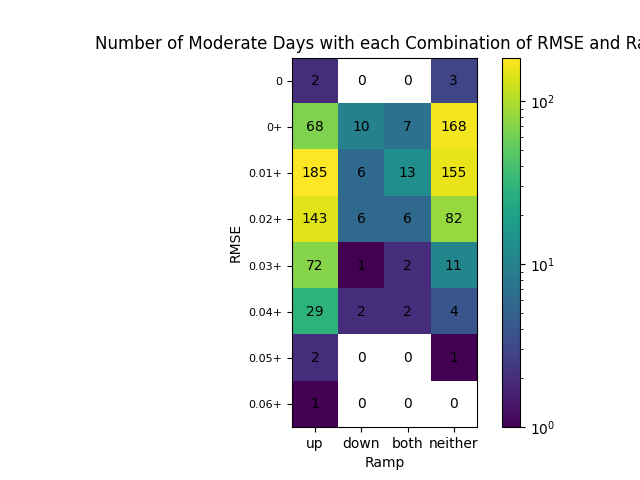 Number of Moderate Days with each Combination of RMSE and
0 2 0 0 3
0+ 68 10 7 168
0.01+ 185 6 13 155
0.02+ 143 6 6 82
0.03+ 72 1 2 11
0.04+ 29 2 2 4
0.05+ 2 0 0 1
0.06+ 1 0 0 0
RMSE
up down both neither
Ramp
10²
10¹
10⁰